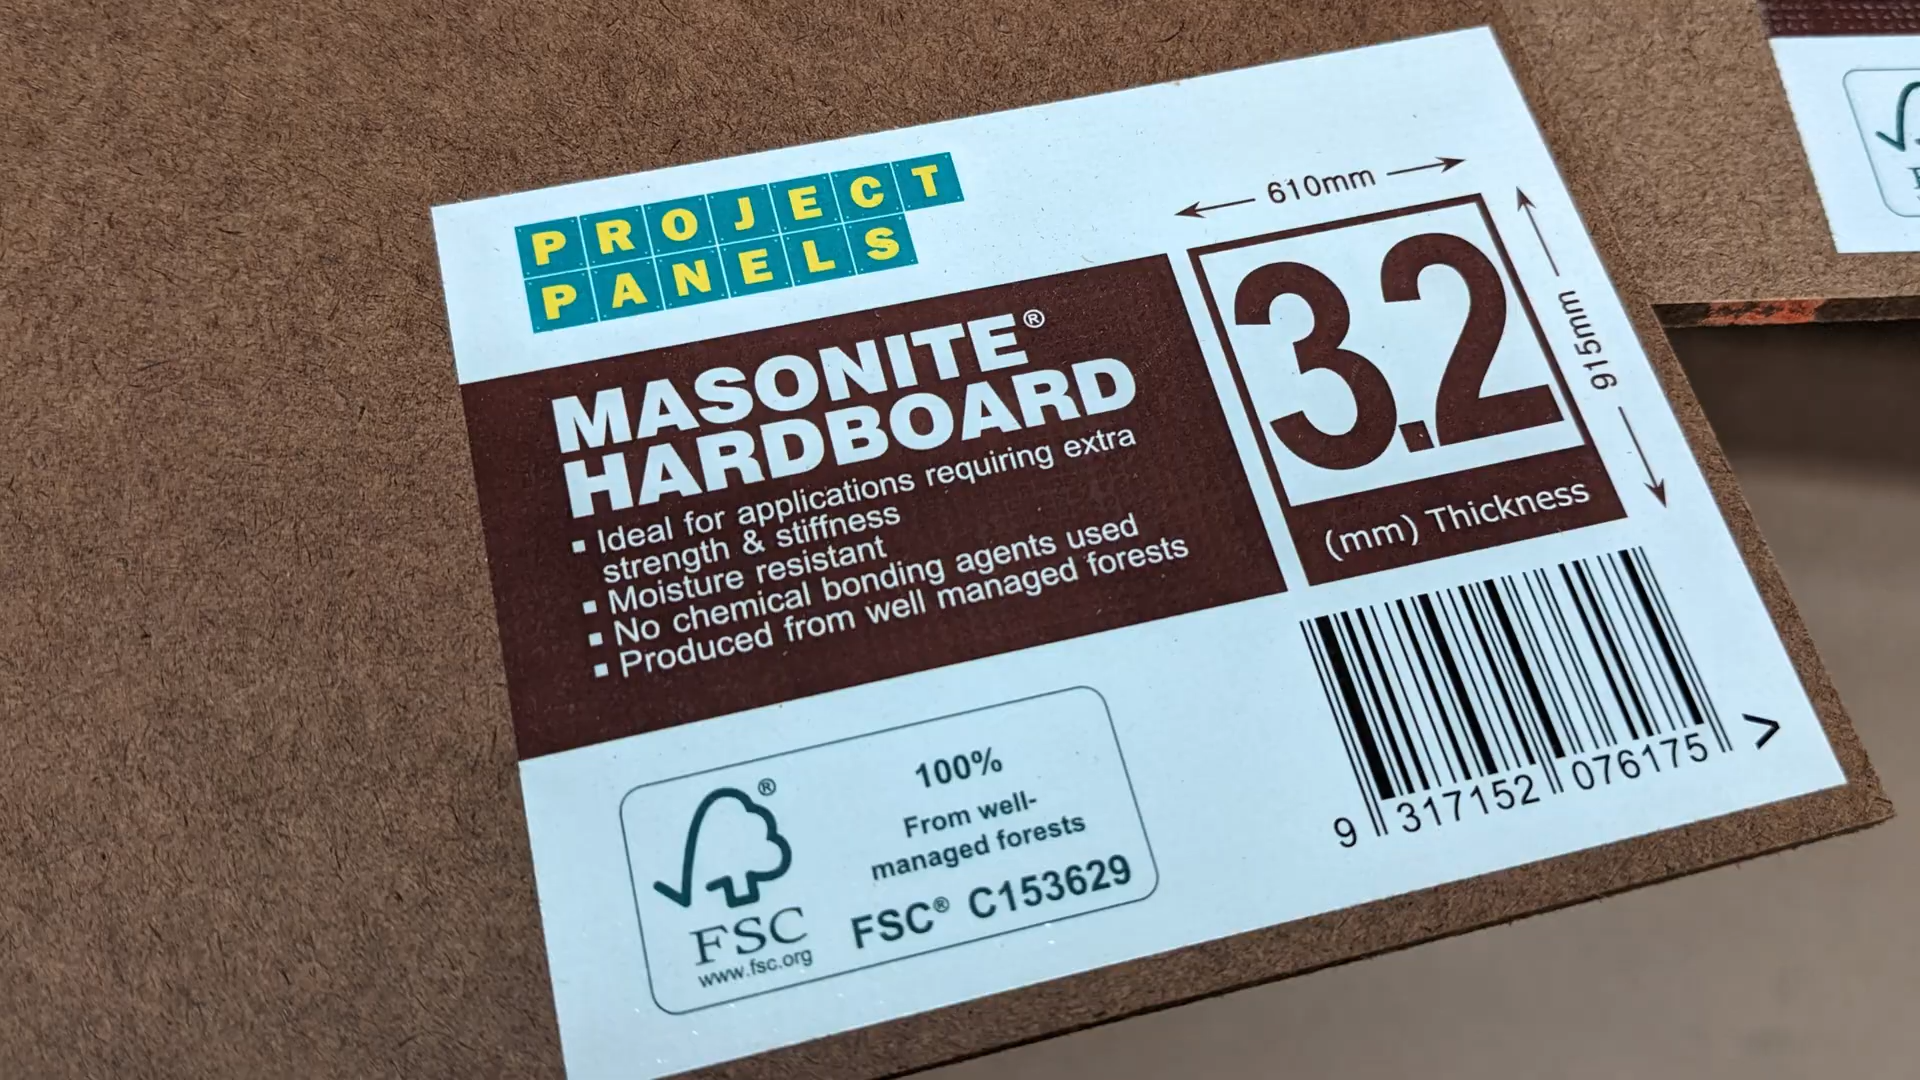 PROJECT
PANELS
610mm
915mm
MASONITE®
HARDBOARD
▪ Ideal for applications requiring extra
strength & stiffness
▪ Moisture resistant
▪ No chemical bonding agents used
▪ Produced from well managed forests
3.2
(mm) Thickness
®
FSC
www.fsc.org
100%
From well-
managed forests
FSC® C153629
9 317152 076175 >